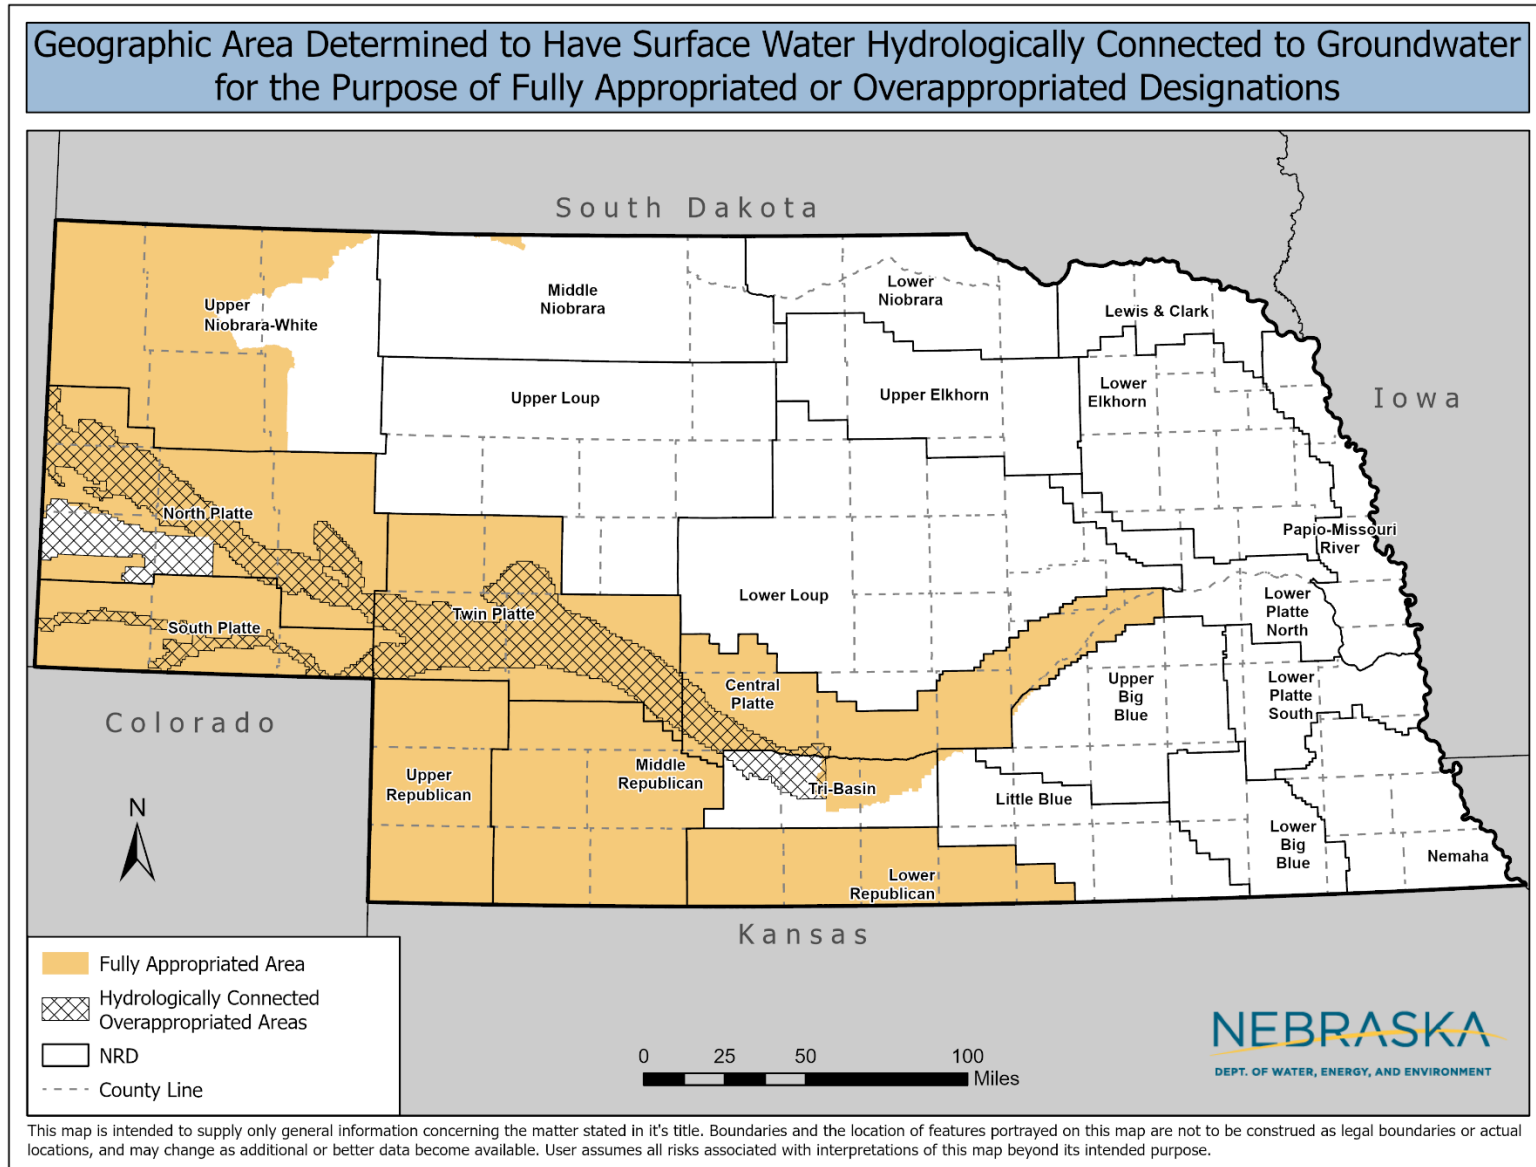 Geographic Area Determined to Have Surface Water Hydrologically Connected to Groundwater
for the Purpose of Fully Appropriated or Overappropriated Designations
South Dakota
Upper
Niobrara-White
Middle
Niobrara
Lower
Niobrara
Lewis & Clark
Iowa
Upper Loup
Upper Elkhorn
Lower
Elkhorn
North Platte
Papio-Missouri
River
South Platte
Twin Platte
Lower Loup
Lower
Platte
North
Colorado
Central
Platte
Upper
Big
Blue
Lower
Platte
South
Upper
Republican
Middle
Republican
Tri-Basin
Little Blue
Lower
Republican
Lower
Big
Blue
Nemaha
N
Kansas
Fully Appropriated Area
Hydrologically Connected
Overappropriated Areas
NRD
County Line
0 25 50 100
Miles
NEBRASKA
DEPT. OF WATER, ENERGY, AND ENVIRONMENT
This map is intended to supply only general information concerning the matter stated in it's title. Boundaries and the location of features portrayed on this map are not to be construed as legal boundaries or actual
locations, and may change as additional or better data become available. User assumes all risks associated with interpretations of this map beyond its intended purpose.